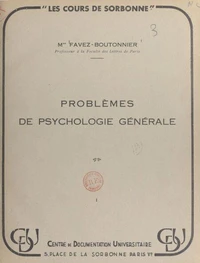 "LES COURS DE SORBONNE"
Mme FAVEZ-BOUTONNIER
Professeur à la Faculté des Lettres de Paris
PROBLÈMES
DE PSYCHOLOGIE GÉNÉRALE
I
CENTRE DE DOCUMENTATION UNIVERSITAIRE
5, PLACE DE LA SORBONNE PARIS Ve